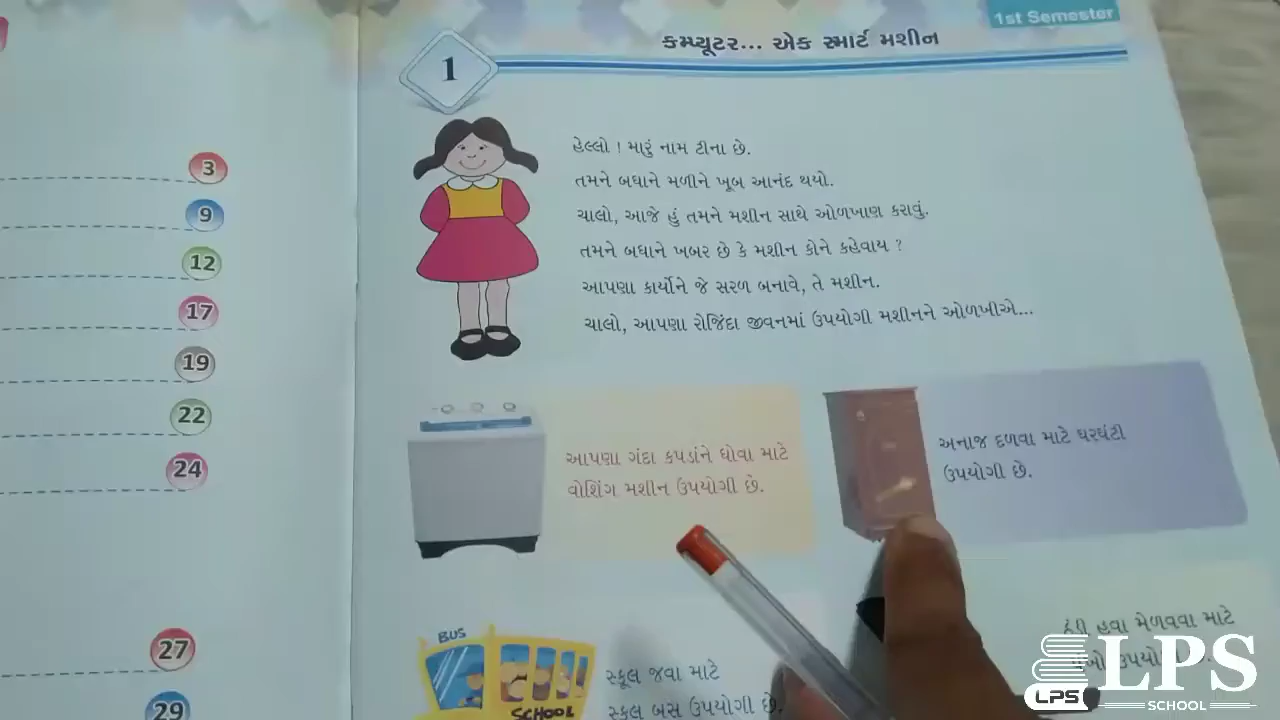 3
9
12
17
19
22
24
27
29
1st Semester
1
કમ્પ્યૂટર... એક સ્માર્ટ મશીન
હેલ્લો ! મારું નામ ટીના છે.
તમને બધાને મળીને ખૂબ આનંદ થયો.
ચાલો, આજે હું તમને મશીન સાથે ઓળખાણ કરાવું.
તમને બધાને ખબર છે કે મશીન કોને કહેવાય ?
આપણા કાર્યોને જે સરળ બનાવે, તે મશીન.
ચાલો, આપણા રોજિંદા જીવનમાં ઉપયોગી મશીનને ઓળખીએ...
આપણા ગંદા કપડાંને ધોવા માટે
વોશિંગ મશીન ઉપયોગી છે.
અનાજ દળવા માટે ઘરઘંટી
ઉપયોગી છે.
BUS
SCHOOL
સ્કૂલ જવા માટે
સ્કૂલ બસ ઉપયોગી છે.
હવા મેળવવા માટે
LPS
LPS
SCHOOL